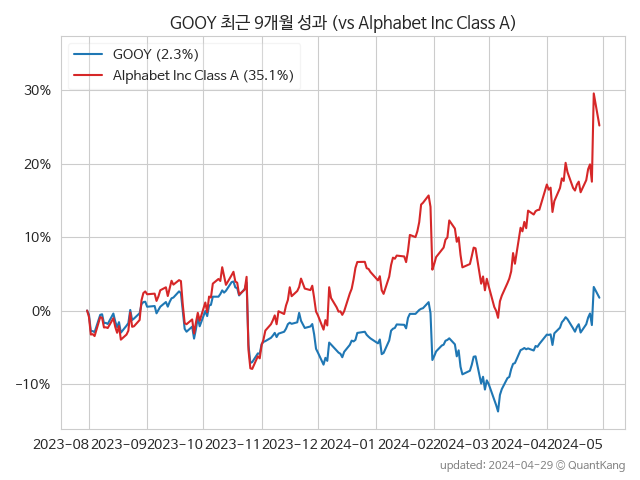 GOOY 최근 9개월 성과 (vs Alphabet Inc Class A)
GOOY (2.3%)
Alphabet Inc Class A (35.1%)
30%
20%
10%
0%
−10%
2023-08 2023-09 2023-10 2023-11 2023-12 2024-01 2024-02 2024-03 2024-04 2024-05
updated: 2024-04-29 © QuantKang